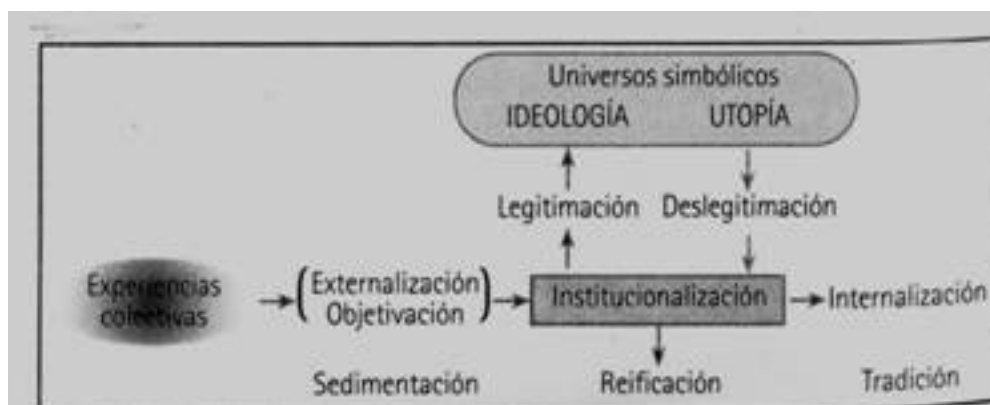 Universos simbólicos
IDEOLOGÍA UTOPÍA
Legitimación Deslegitimación
Experiencias
colectivas
(Externalización
Objetivación)
Institucionalización
Internalización
Sedimentación Reificación Tradición